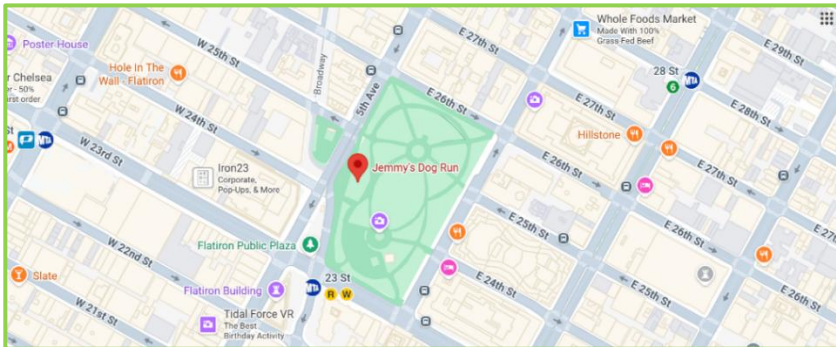 Poster House
Hole In The
Wall - Flatiron
r Chelsea
er - 50%
irst order
W 25th St
W 24th St
W 23rd St
W 22nd St
W 21st St
Broadway
5th Ave
E 27th St
E 26th St
Whole Foods Market
Made With 100%
Grass Fed Beef
28 St
6
MTA
E 29th St
E 28th St
E 27th St
Hillstone
E 27th St
E 26th St
E 25th St
E 24th St
E 25th St
E 26th St
Jemmy's Dog Run
Iron23
Corporate,
Pop-Ups, & More
Flatiron Public Plaza
Flatiron Building
23 St
MTA
R W
Slate
Tidal Force VR
The Best
Birthday Activity
St
MTA